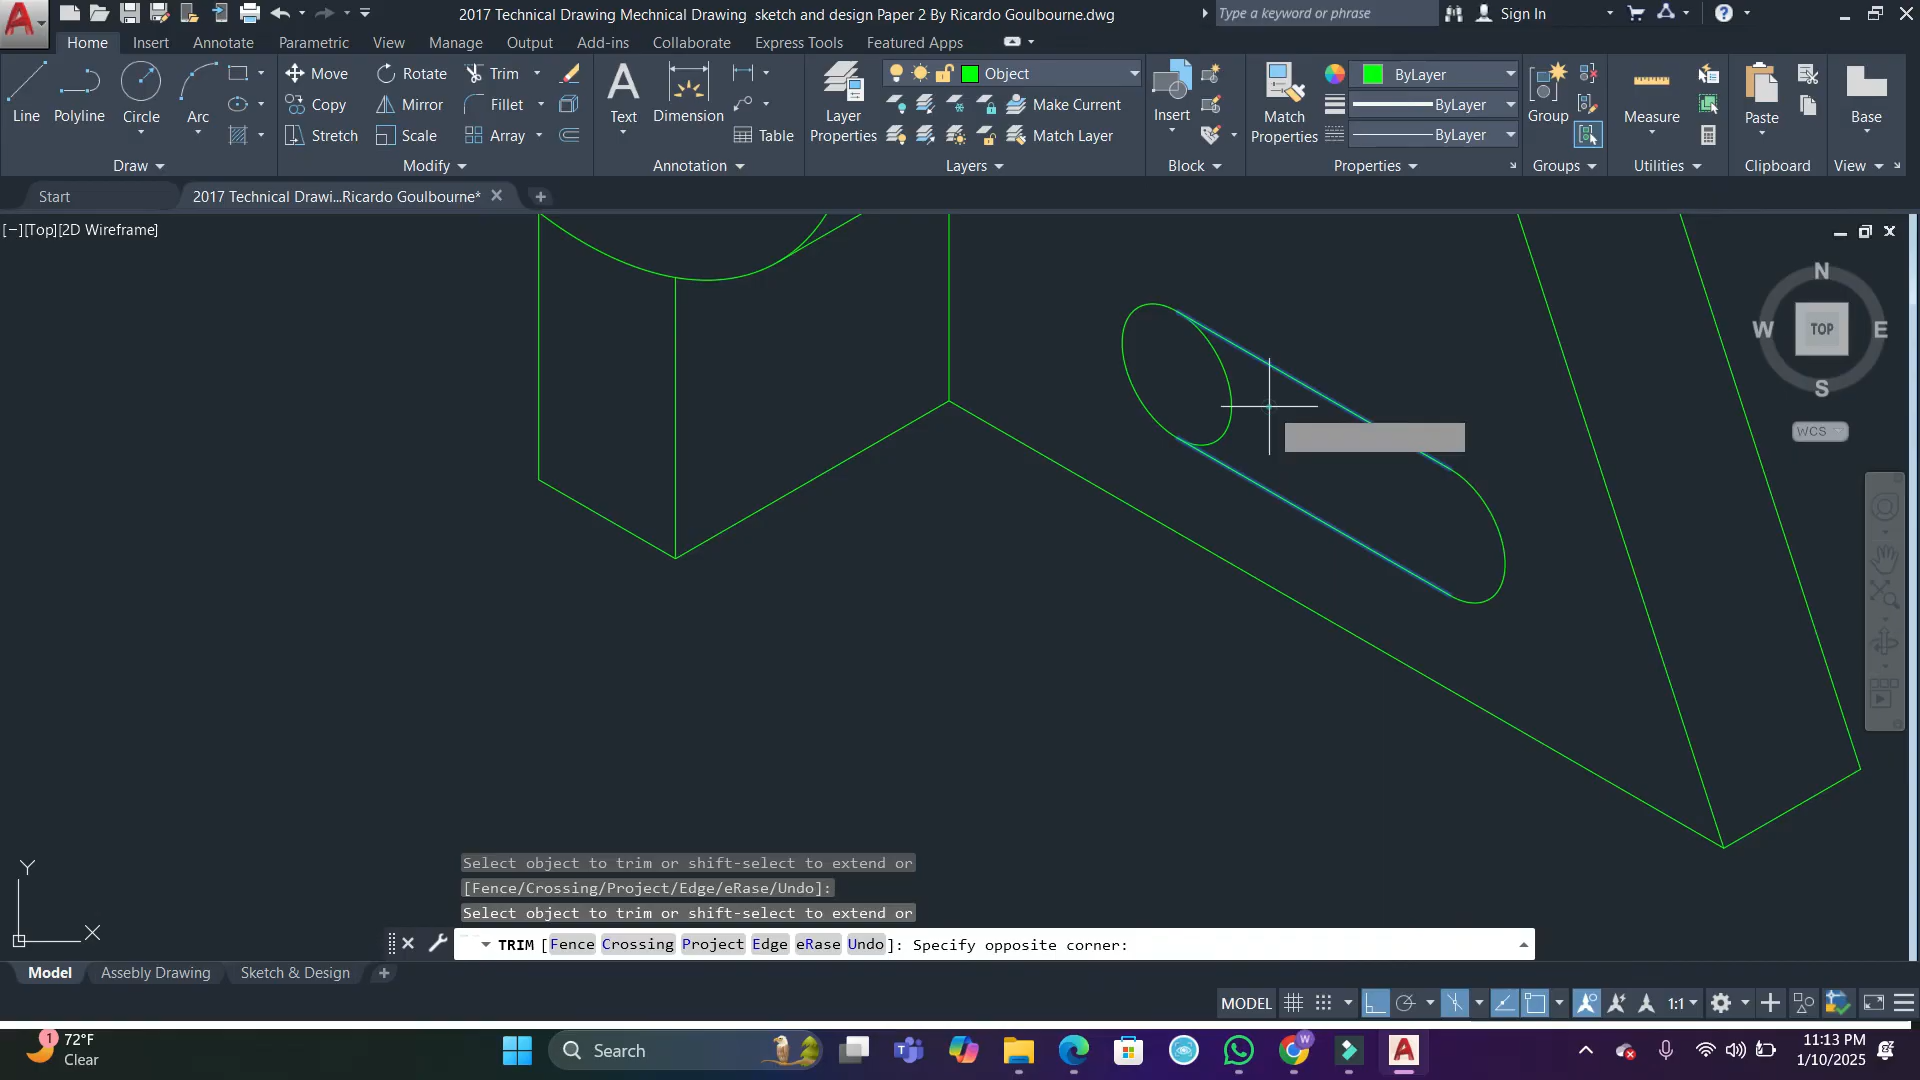 2017 Technical Drawing Mechnical Drawing sketch and design Paper 2 By Ricardo Goulbourne.dwg
Type a keyword or phrase
Sign In
Home Insert Annotate Parametric View Manage Output Add-ins Collaborate Express Tools Featured Apps
Line Polyline Circle Arc
Move Rotate Trim
Copy Mirror Fillet
Stretch Scale Array
Text Dimension Table
Layer Properties
Object
Make Current
Match Layer
Insert
Match Properties
ByLayer
ByLayer
ByLayer
Group Measure Paste Base
Draw Modify Annotation Layers Block Properties Groups Utilities Clipboard View
Start
2017 Technical Drawi...Ricardo Goulbourne*
[−][Top][2D Wireframe]
N
W TOP E
S
WCS
Y
X
Select object to trim or shift-select to extend or
[Fence/Crossing/Project/Edge/eRase/Undo]:
Select object to trim or shift-select to extend or
TRIM [Fence Crossing Project Edge eRase Undo]: Specify opposite corner:
Model Assebly Drawing Sketch & Design
MODEL 1:1
1
72°F
Clear
Search
W
11:13 PM
1/10/2025